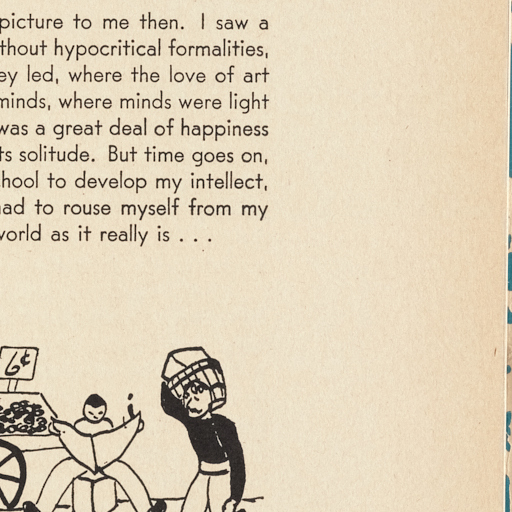 picture to me then. I saw a
thout hypocritical formalities,
ey led, where the love of art
minds, where minds were light
was a great deal of happiness
ts solitude. But time goes on,
hool to develop my intellect,
ad to rouse myself from my
world as it really is . . .
6¢